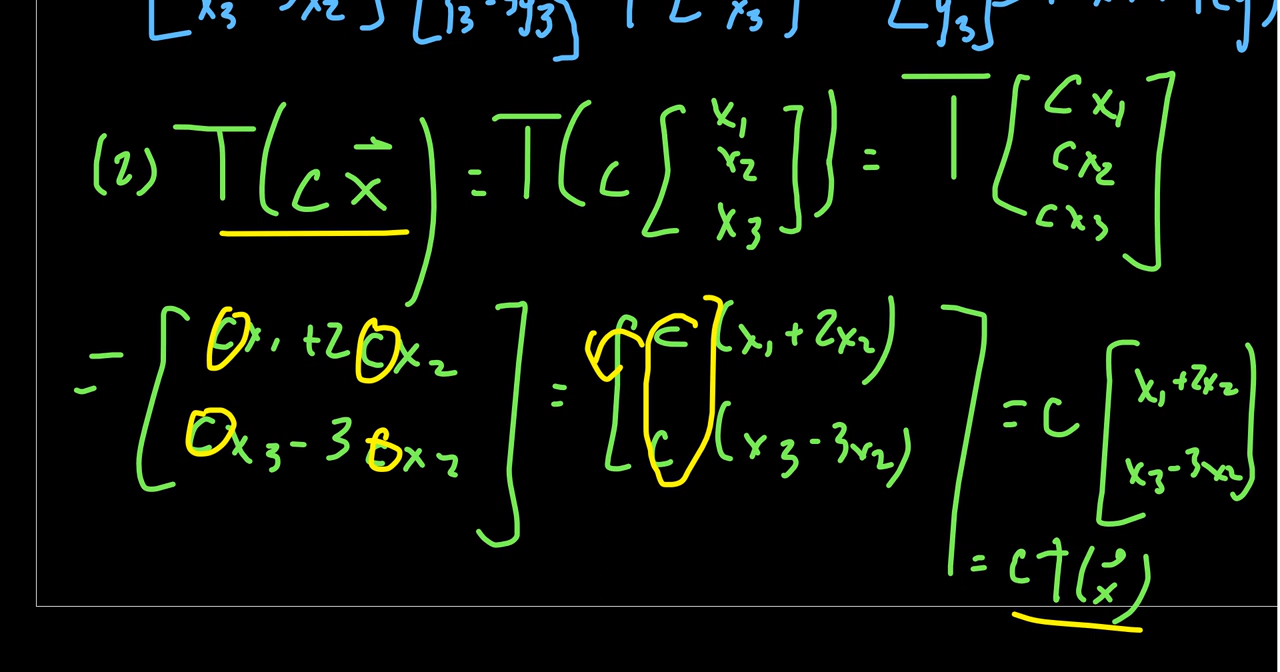 (2) T(c x⃗) = T(c [x₁ x₂ x₃]) = T [cx₁ cx₂ cx₃]
= [cx₁ + 2cx₂ cx₃ - 3cx₂] = [c(x₁ + 2x₂) c(x₃ - 3x₂)] = c [x₁ + 2x₂ x₃ - 3x₂]
= cT(x⃗)